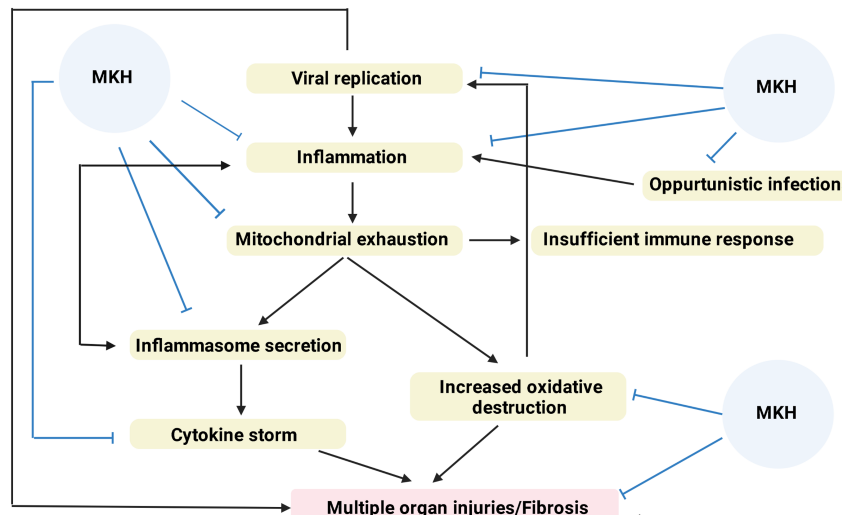 MKH
Viral replication
MKH
Inflammation
Oppurtunistic infection
Mitochondrial exhaustion
Insufficient immune response
Inflammasome secretion
Increased oxidative
destruction
MKH
Cytokine storm
Multiple organ injuries/Fibrosis